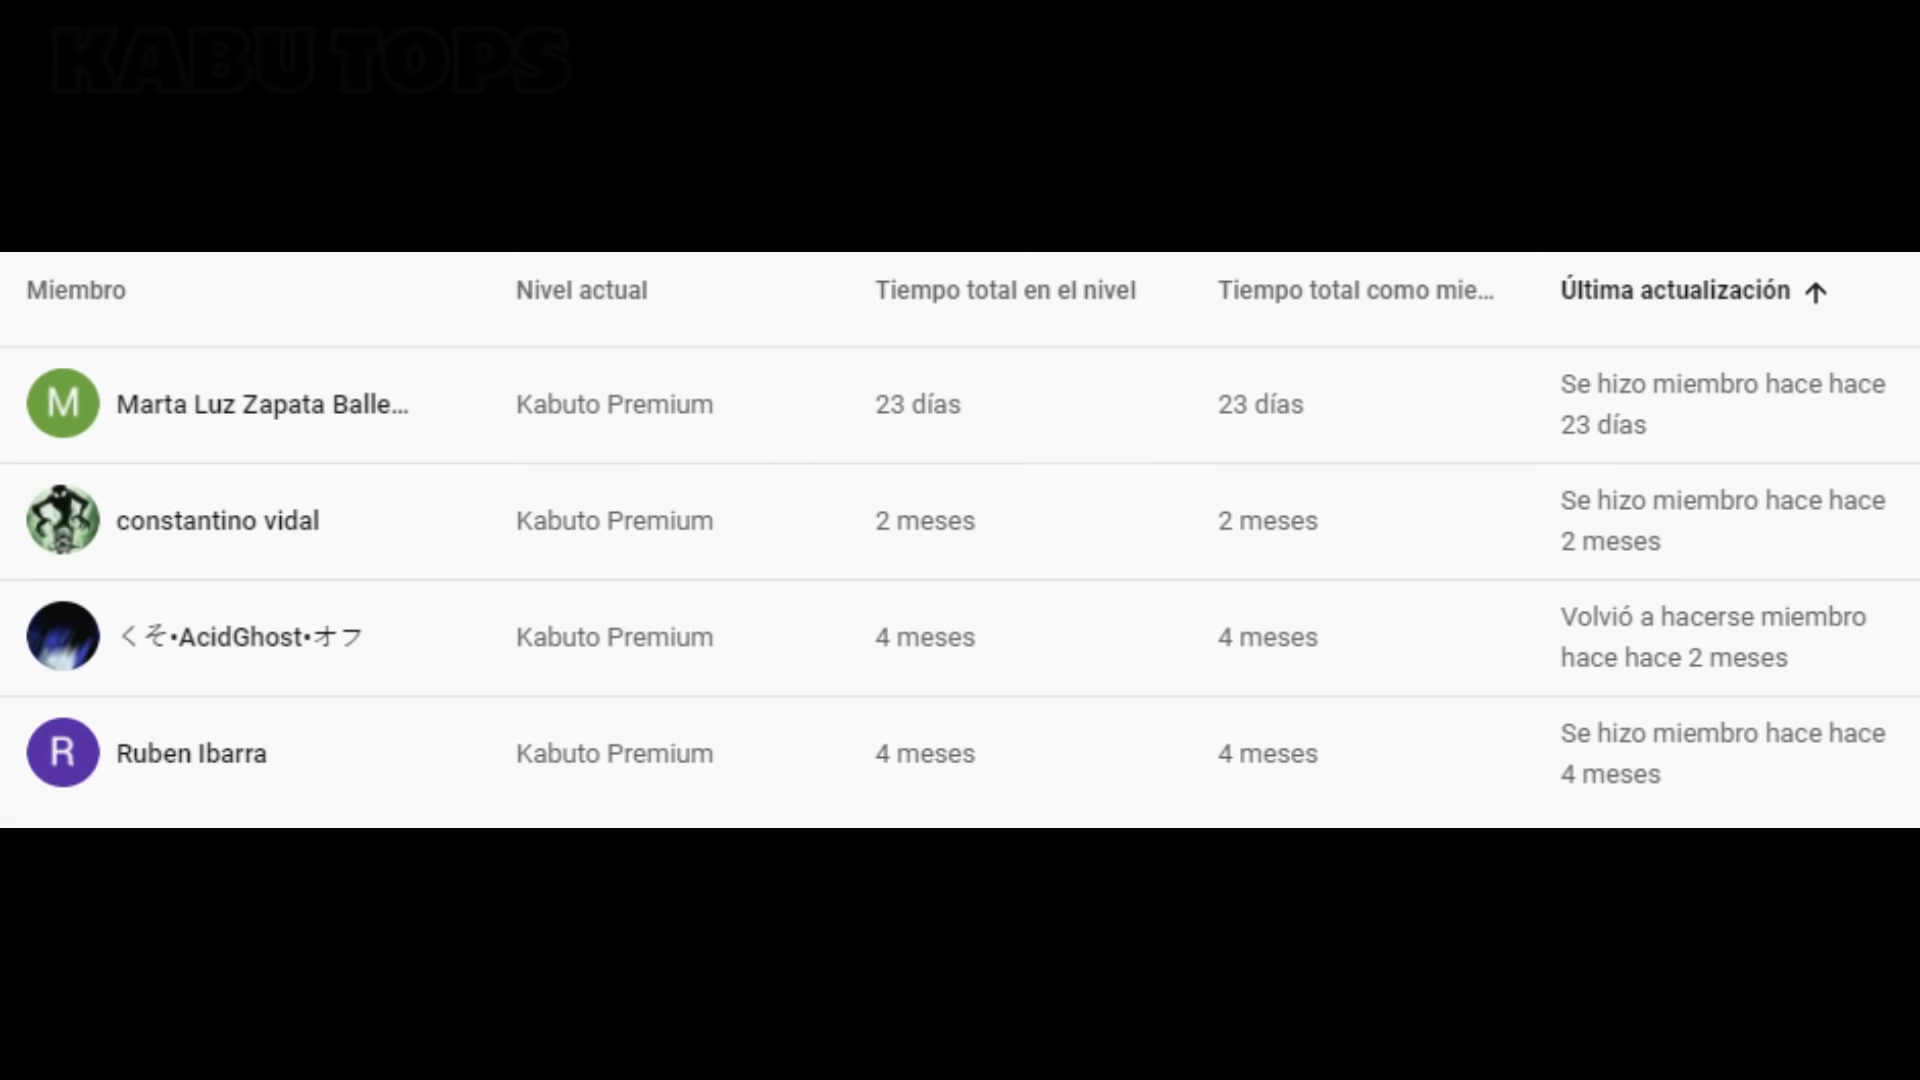 KABU TOPS
Miembro Nivel actual Tiempo total en el nivel Tiempo total como mie... Última actualización
M Marta Luz Zapata Balle... Kabuto Premium 23 días 23 días Se hizo miembro hace hace
23 días
constantino vidal Kabuto Premium 2 meses 2 meses Se hizo miembro hace hace
2 meses
くそ•AcidGhost•オフ Kabuto Premium 4 meses 4 meses Volvió a hacerse miembro
hace hace 2 meses
R Ruben Ibarra Kabuto Premium 4 meses 4 meses Se hizo miembro hace hace
4 meses